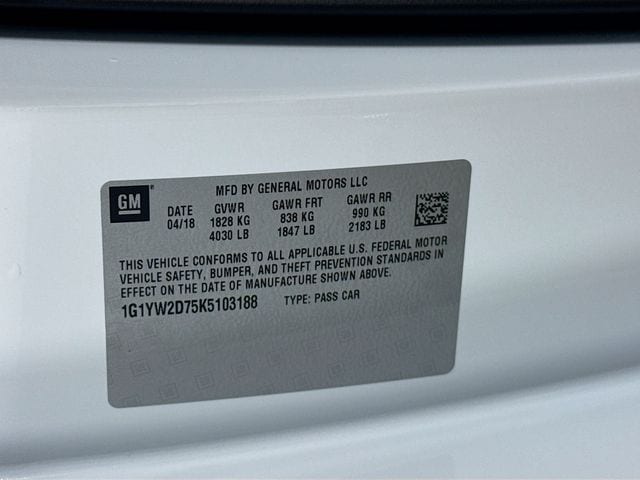 GM
MFD BY GENERAL MOTORS LLC
DATE GVWR GAWR FRT GAWR RR
04/18 1828 KG 838 KG 990 KG
4030 LB 1847 LB 2183 LB
THIS VEHICLE CONFORMS TO ALL APPLICABLE U.S. FEDERAL MOTOR
VEHICLE SAFETY, BUMPER, AND THEFT PREVENTION STANDARDS IN
EFFECT ON THE DATE OF MANUFACTURE SHOWN ABOVE.
1G1YW2D75K5103188 TYPE: PASS CAR